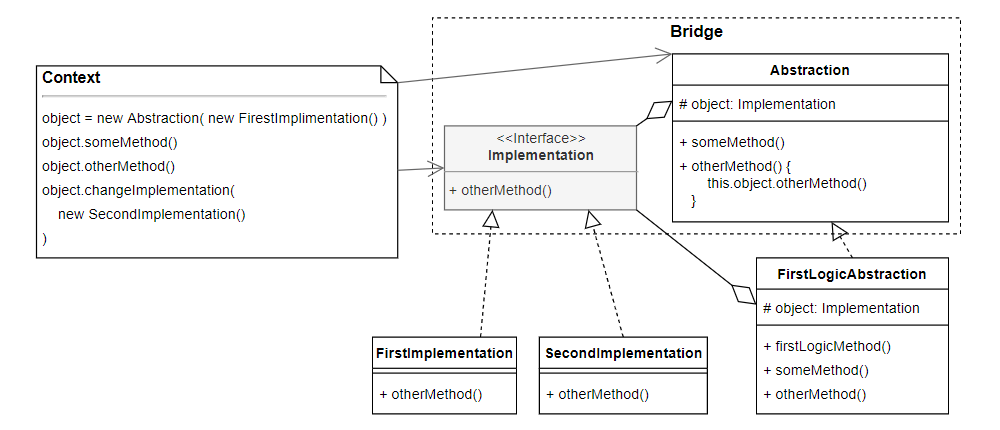 Bridge
Context
object = new Abstraction( new FirestImplimentation() )
object.someMethod()
object.otherMethod()
object.changeImplementation(
new SecondImplementation()
)
<<Interface>>
Implementation
+ otherMethod()
Abstraction
# object: Implementation
+ someMethod()
+ otherMethod() {
this.object.otherMethod()
}
FirstLogicAbstraction
# object: Implementation
+ firstLogicMethod()
+ someMethod()
+ otherMethod()
FirstImplementation
+ otherMethod()
SecondImplementation
+ otherMethod()